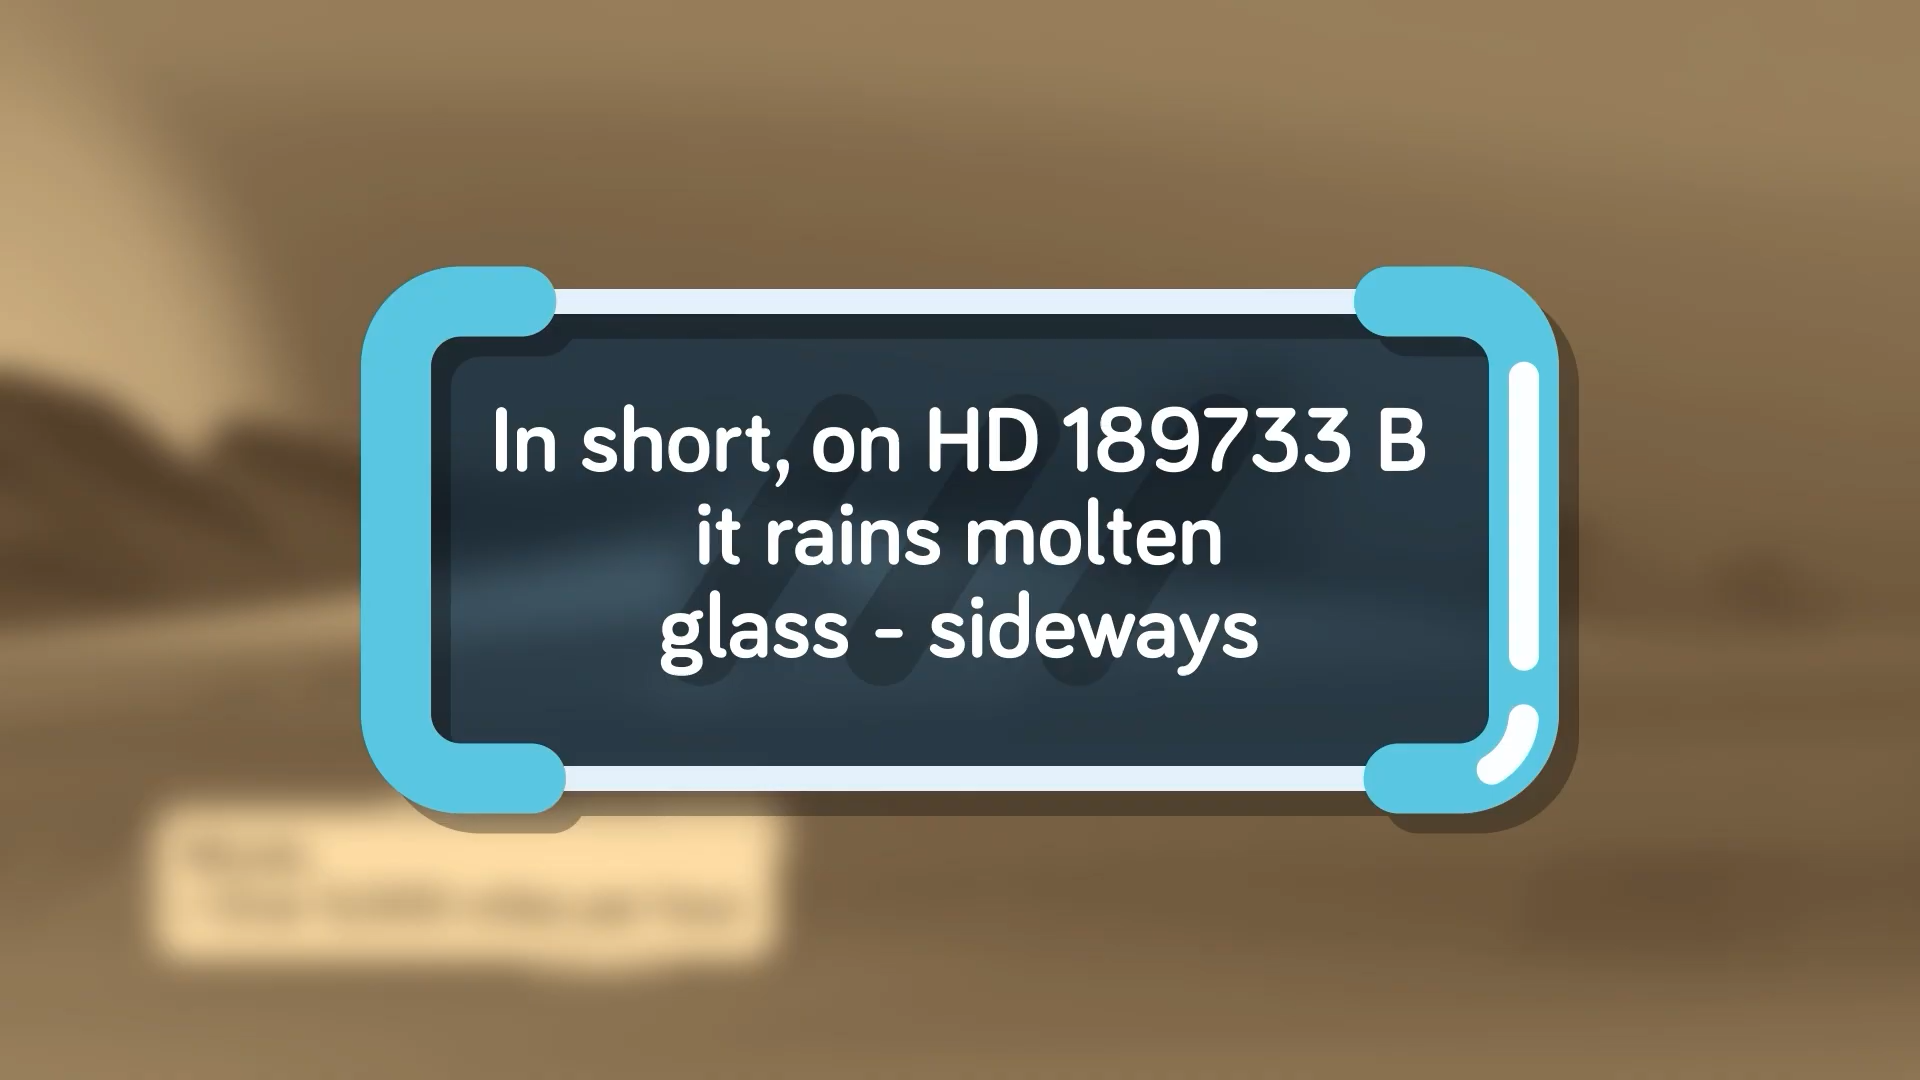 In short, on HD 189733 B
it rains molten
glass - sideways